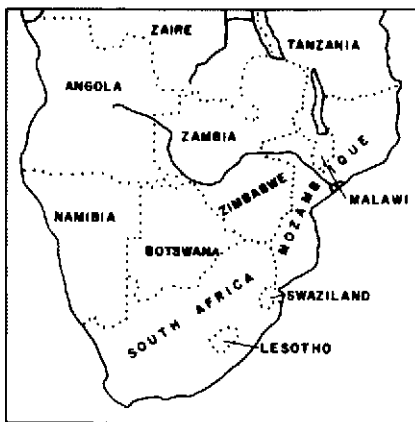 ZAIRE
TANZANIA
ANGOLA
ZAMBIA
MALAWI
MOZAMBIQUE
ZIMBABWE
NAMIBIA
BOTSWANA
SWAZILAND
SOUTH AFRICA
LESOTHO